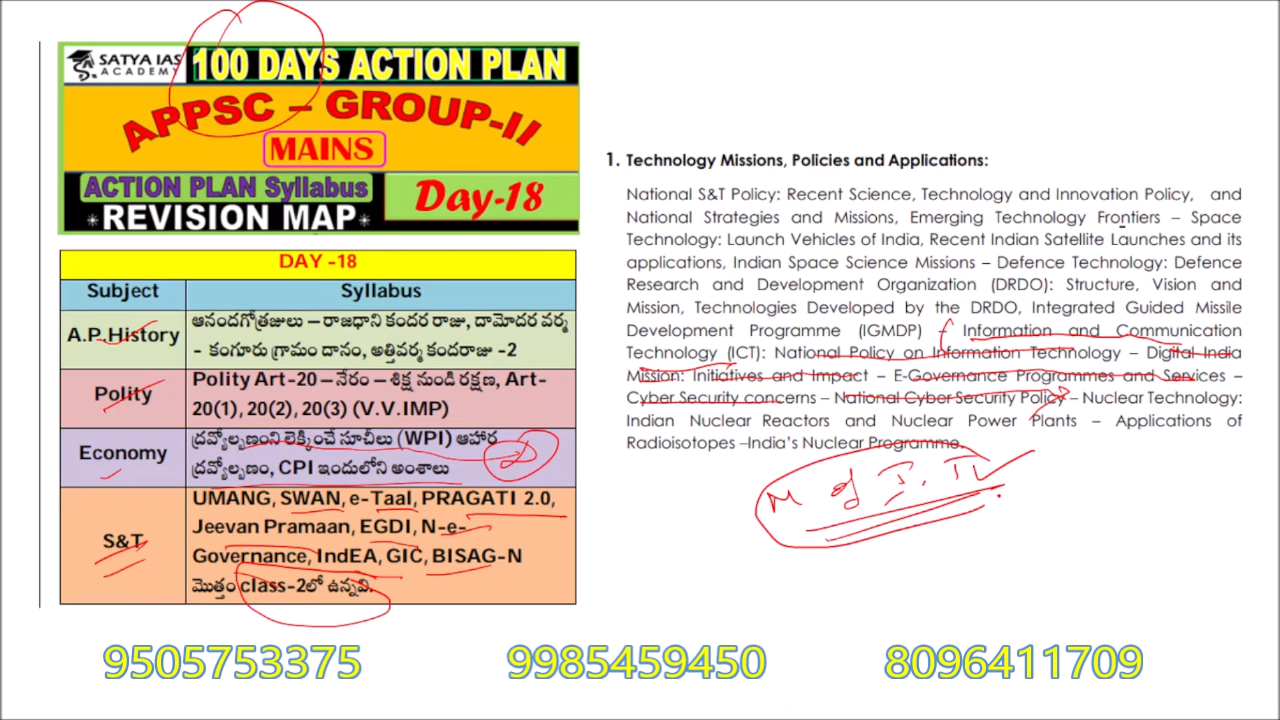 SATYA IAS
ACADEMY
100 DAYS ACTION PLAN
APPSC – GROUP-II
MAINS
ACTION PLAN Syllabus
*REVISION MAP*
Day-18
DAY -18
Subject Syllabus
A.P.History
ఆనందగోత్రజులు – రాజధాని కందర రాజు, దామోదర వర్మ
- కంగూరు గ్రామం దానం, అత్తివర్మ కందరాజు -2
Polity
Polity Art-20 – నేరం – శిక్ష నుండి రక్షణ, Art-
20(1), 20(2), 20(3) (V.V.IMP)
Economy
ద్రవ్యోల్బణంని లెక్కించే సూచీలు (WPI) ఆహార
ద్రవ్యోల్బణం, CPI ఇందులోని అంశాలు
S&T
UMANG, SWAN, e-Taal, PRAGATI 2.0,
Jeevan Pramaan, EGDI, N-e-
Governance, IndEA, GIC, BISAG-N
మొత్తం class-2లో ఉన్నవి.
1. Technology Missions, Policies and Applications:
National S&T Policy: Recent Science, Technology and Innovation Policy, and
National Strategies and Missions, Emerging Technology Frontiers – Space
Technology: Launch Vehicles of India, Recent Indian Satellite Launches and its
applications, Indian Space Science Missions – Defence Technology: Defence
Research and Development Organization (DRDO): Structure, Vision and
Mission, Technologies Developed by the DRDO, Integrated Guided Missile
Development Programme (IGMDP) – Information and Communication
Technology (ICT): National Policy on Information Technology – Digital India
Mission: Initiatives and Impact – E-Governance Programmes and Services –
Cyber Security concerns – National Cyber Security Policy – Nuclear Technology:
Indian Nuclear Reactors and Nuclear Power Plants – Applications of
Radioisotopes –India's Nuclear Programme.
M of I.T
9505753375 9985459450 8096411709